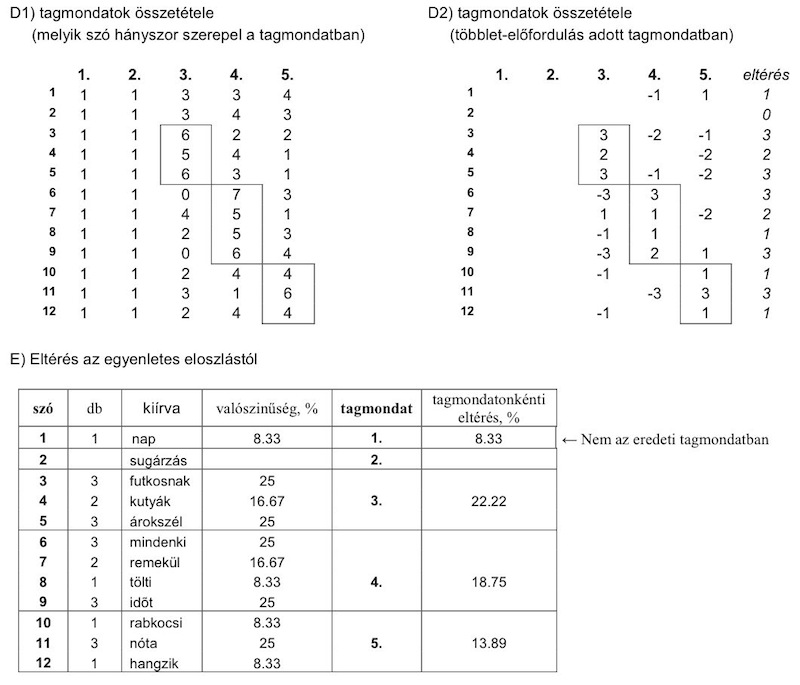 D1) tagmondatok összetétele
(melyik szó hányszor szerepel a tagmondatban)
1. 2. 3. 4. 5.
1 1 1 3 3 4
2 1 1 3 4 3
3 1 1 6 2 2
4 1 1 5 4 1
5 1 1 6 3 1
6 1 1 0 7 3
7 1 1 4 5 1
8 1 1 2 5 3
9 1 1 0 6 4
10 1 1 2 4 4
11 1 1 3 1 6
12 1 1 2 4 4
D2) tagmondatok összetétele
(többlet-előfordulás adott tagmondatban)
1. 2. 3. 4. 5. eltérés
1 -1 1 1
2 0
3 3 -2 -1 3
4 2 -2 2
5 3 -1 -2 3
6 -3 3 3
7 1 1 -2 2
8 -1 1 1
9 -3 2 1 3
10 -1 1 1
11 -3 3 3
12 -1 1 1
E) Eltérés az egyenletes eloszlástól
szó db kiírva valószinűség, % tagmondat tagmondatonkénti
eltérés, %
1 1 nap 8.33 1. 8.33 ← Nem az eredeti tagmondatban
2 sugárzás 2.
3 3 futkosnak 25
4 2 kutyák 16.67 3. 22.22
5 3 árokszél 25
6 3 mindenki 25
7 2 remekül 16.67
8 1 tölti 8.33 4. 18.75
9 3 időt 25
10 1 rabkocsi 8.33
11 3 nóta 25 5. 13.89
12 1 hangzik 8.33